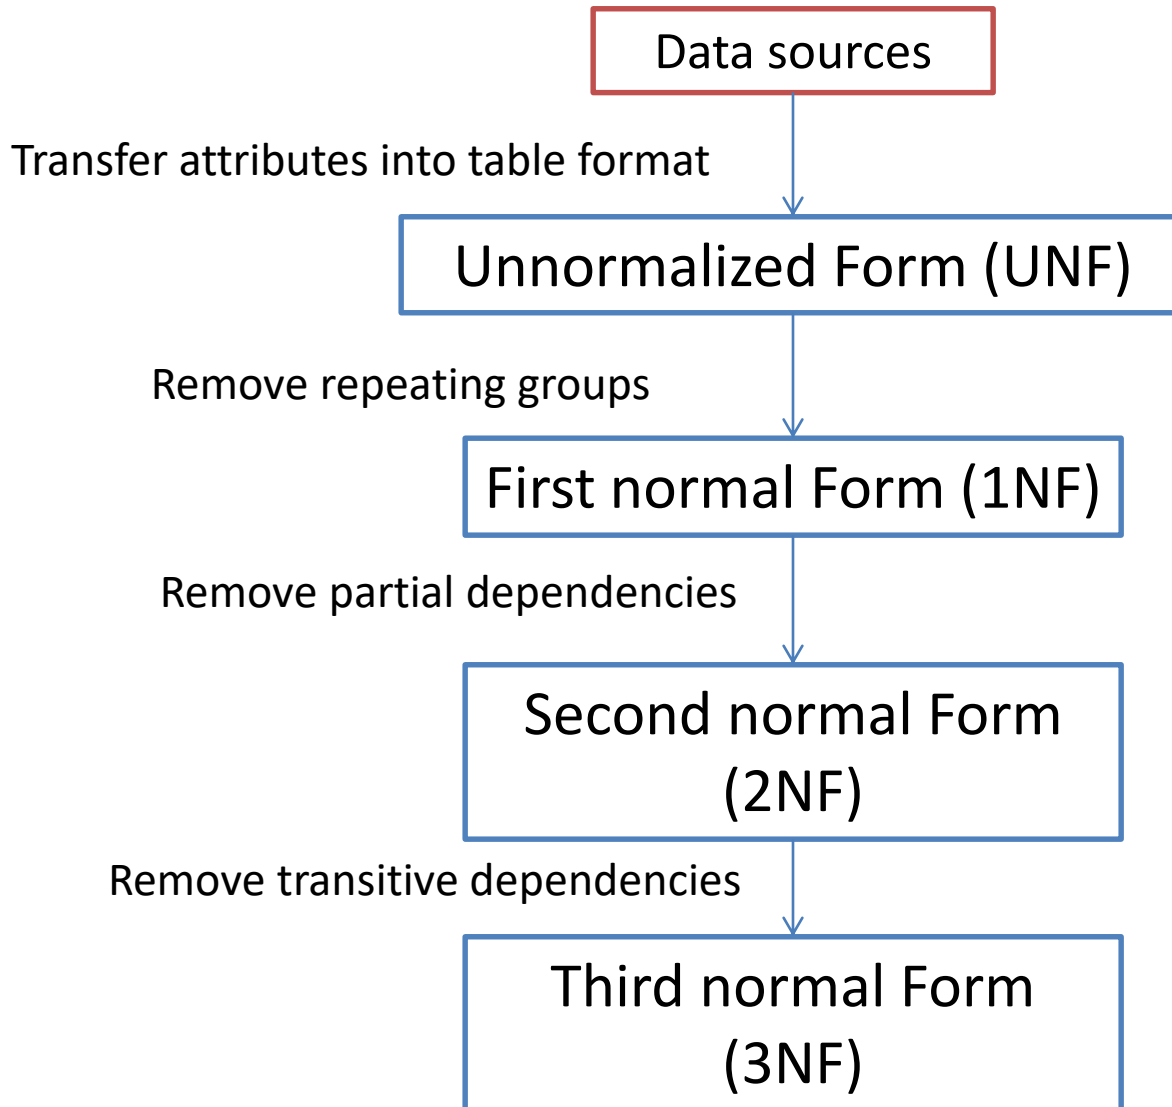 Data sources
Transfer attributes into table format
Unnormalized Form (UNF)
Remove repeating groups
First normal Form (1NF)
Remove partial dependencies
Second normal Form
(2NF)
Remove transitive dependencies
Third normal Form
(3NF)